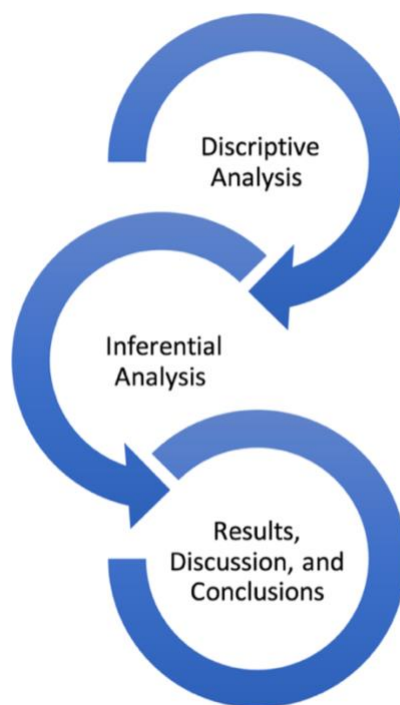 Discriptive
Analysis
Inferential
Analysis
Results,
Discussion, and
Conclusions